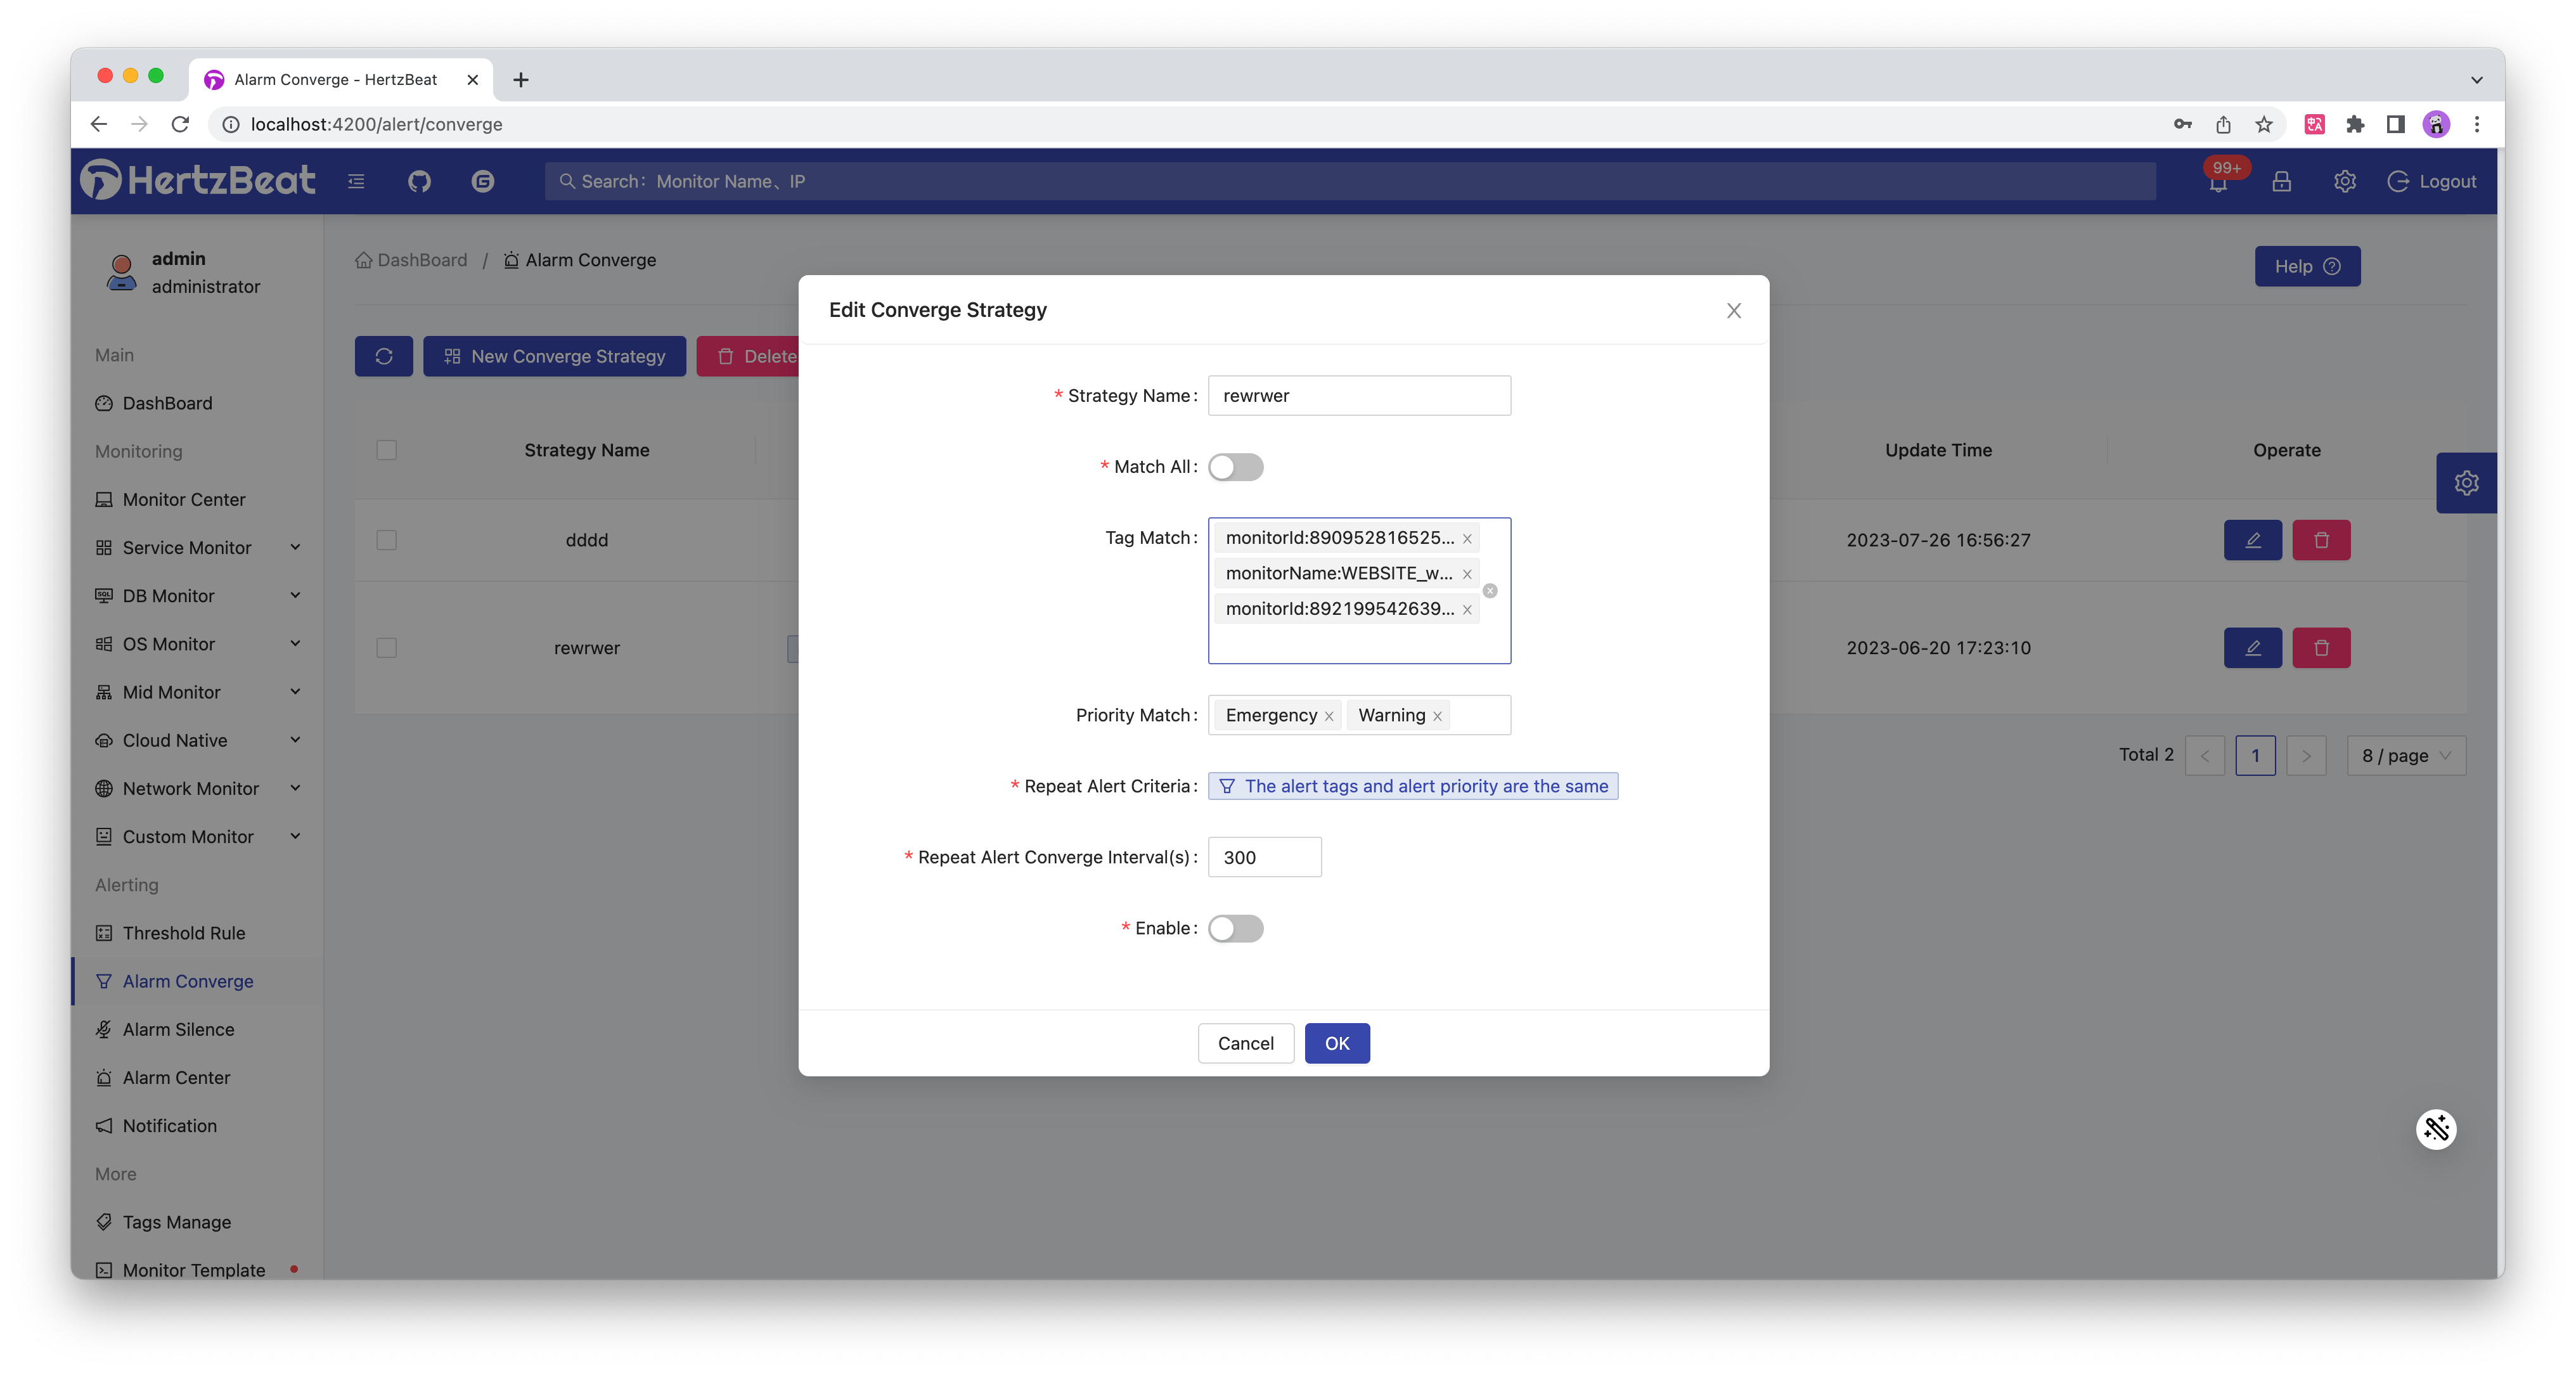 Alarm Converge - HertzBeat
localhost:4200/alert/converge
HertzBeat
Search: Monitor Name、IP
99+
Logout
admin
administrator
DashBoard / Alarm Converge
Help
New Converge Strategy
Delete
Main
DashBoard
Monitoring
Monitor Center
Service Monitor
DB Monitor
OS Monitor
Mid Monitor
Cloud Native
Network Monitor
Custom Monitor
Alerting
Threshold Rule
Alarm Converge
Alarm Silence
Alarm Center
Notification
More
Tags Manage
Monitor Template
Strategy Name
Update Time
Operate
dddd
2023-07-26 16:56:27
rewrwer
2023-06-20 17:23:10
Total 2
1
8 / page
Edit Converge Strategy
* Strategy Name: rewrwer
* Match All:
Tag Match: monitorId:890952816525...
monitorName:WEBSITE_w...
monitorId:892199542639...
Priority Match: Emergency Warning
* Repeat Alert Criteria: The alert tags and alert priority are the same
* Repeat Alert Converge Interval(s): 300
* Enable:
Cancel OK